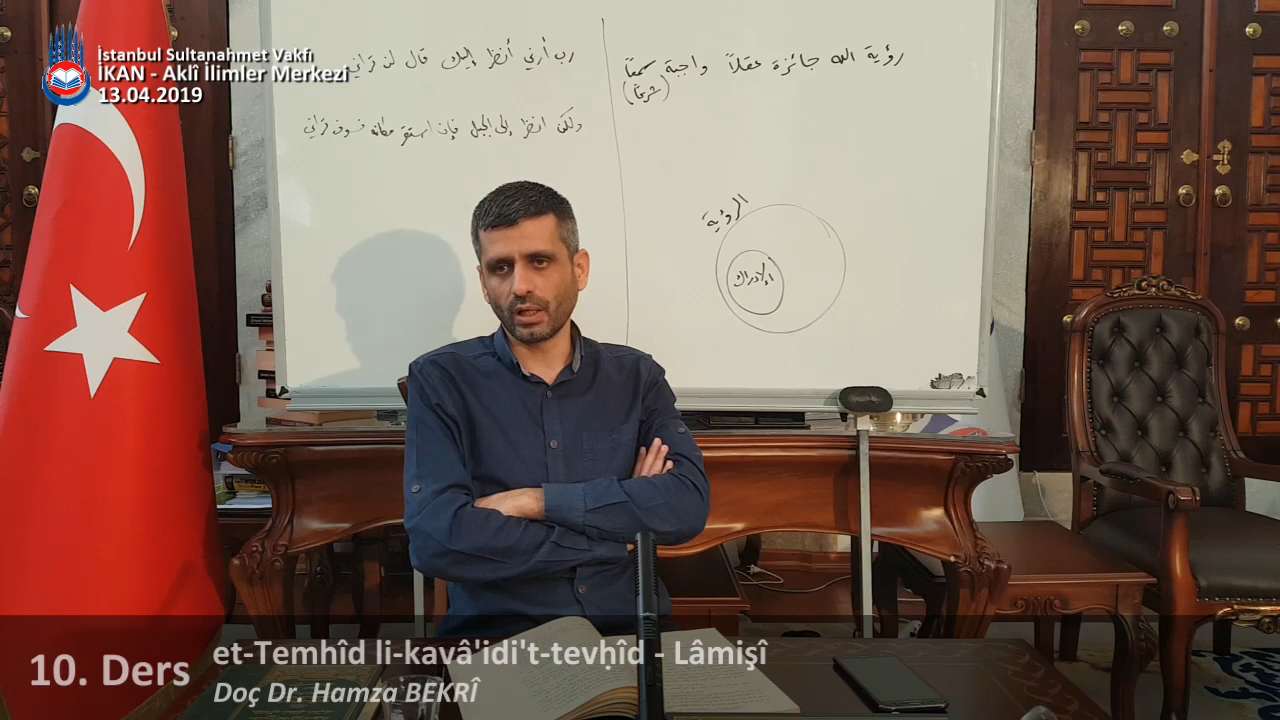 İstanbul Sultanahmet Vakfı
İKAN - Aklî İlimler Merkezi
13.04.2019
رؤية الله جائزة عقلاً واجبة سمعًا
(شرعًا)
رب أرني أنظر إليك قال لن تراني
ولكن انظر إلى الجبل فإن استقر مكانه فسوف تراني
الرؤية
الإدراك
10. Ders
et-Temhîd li-kavâ'idi't-tevḥîd - Lâmişî
Doç Dr. Hamza BEKRÎ